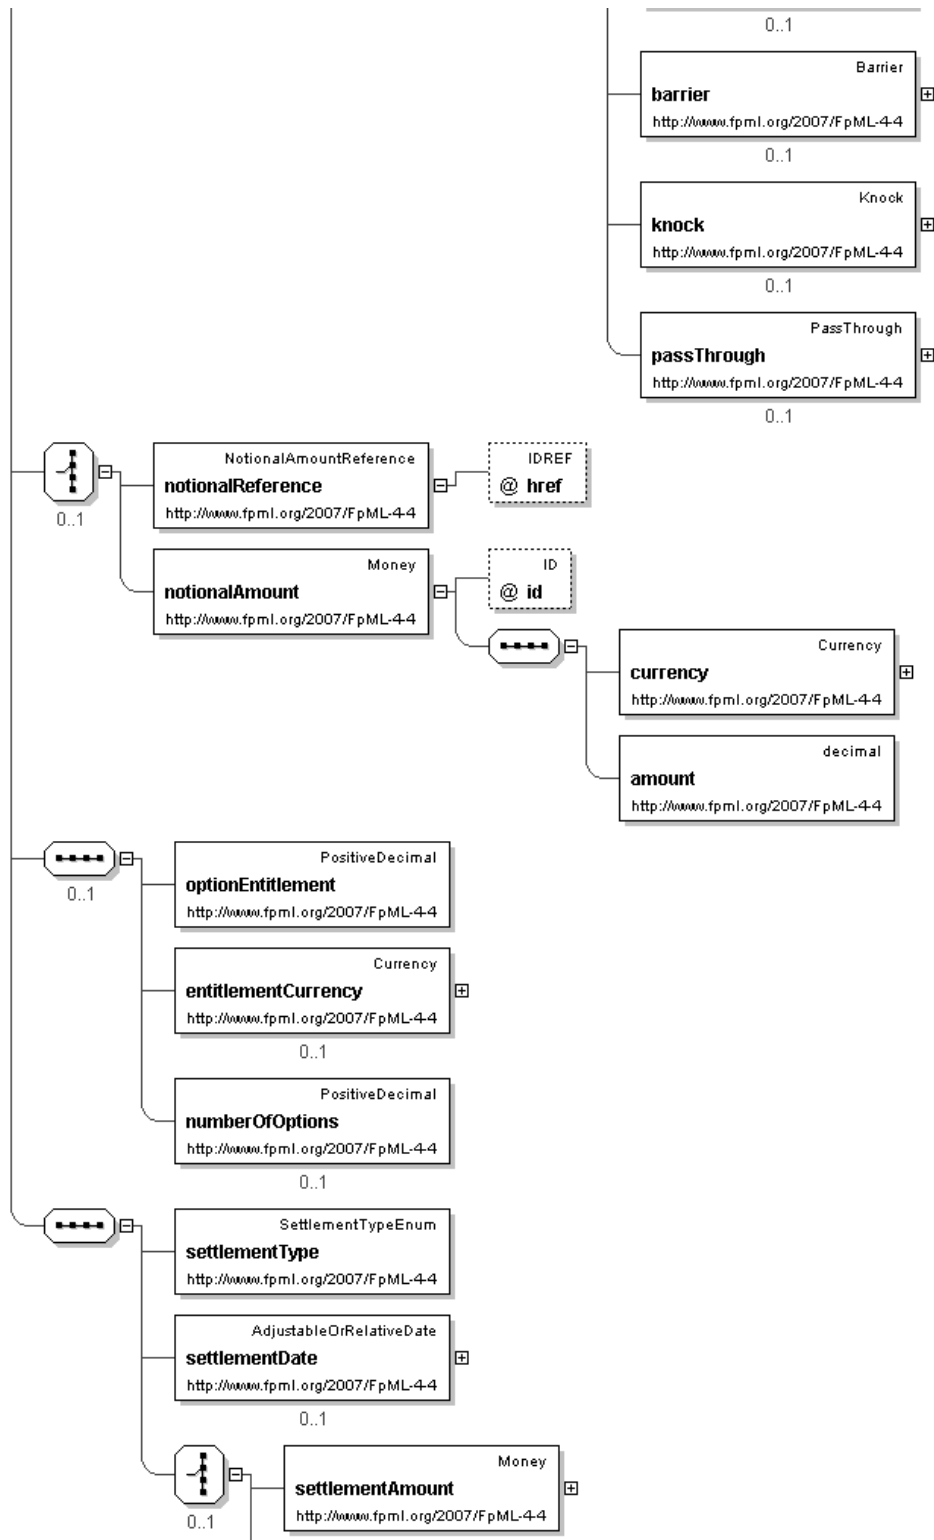 0..1
Barrier
barrier
http://www.fpml.org/2007/FpML-4-4
0..1
Knock
knock
http://www.fpml.org/2007/FpML-4-4
0..1
PassThrough
passThrough
http://www.fpml.org/2007/FpML-4-4
0..1
0..1
NotionalAmountReference
notionalReference
http://www.fpml.org/2007/FpML-4-4
IDREF
@ href
Money
notionalAmount
http://www.fpml.org/2007/FpML-4-4
ID
@ id
Currency
currency
http://www.fpml.org/2007/FpML-4-4
decimal
amount
http://www.fpml.org/2007/FpML-4-4
0..1
PositiveDecimal
optionEntitlement
http://www.fpml.org/2007/FpML-4-4
Currency
entitlementCurrency
http://www.fpml.org/2007/FpML-4-4
0..1
PositiveDecimal
numberOfOptions
http://www.fpml.org/2007/FpML-4-4
0..1
SettlementTypeEnum
settlementType
http://www.fpml.org/2007/FpML-4-4
AdjustableOrRelativeDate
settlementDate
http://www.fpml.org/2007/FpML-4-4
0..1
0..1
Money
settlementAmount
http://www.fpml.org/2007/FpML-4-4